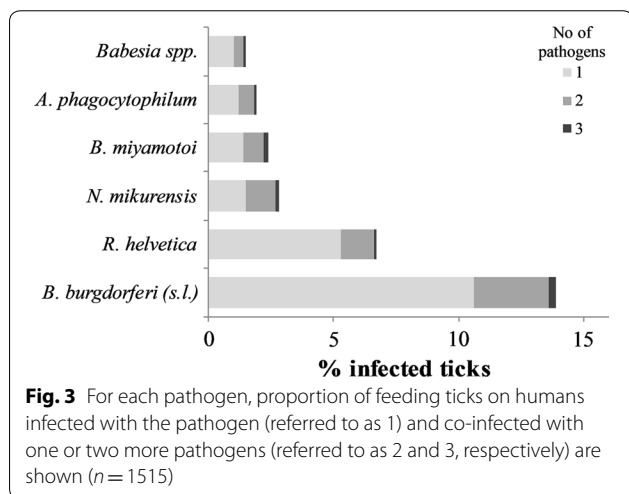 No of
pathogens
1
2
3
Babesia spp.
A. phagocytophilum
B. miyamotoi
N. mikurensis
R. helvetica
B. burgdorferi (s.l.)
0 5 10 15
% infected ticks
Fig. 3 For each pathogen, proportion of feeding ticks on humans
infected with the pathogen (referred to as 1) and co-infected with
one or two more pathogens (referred to as 2 and 3, respectively) are
shown (n = 1515)